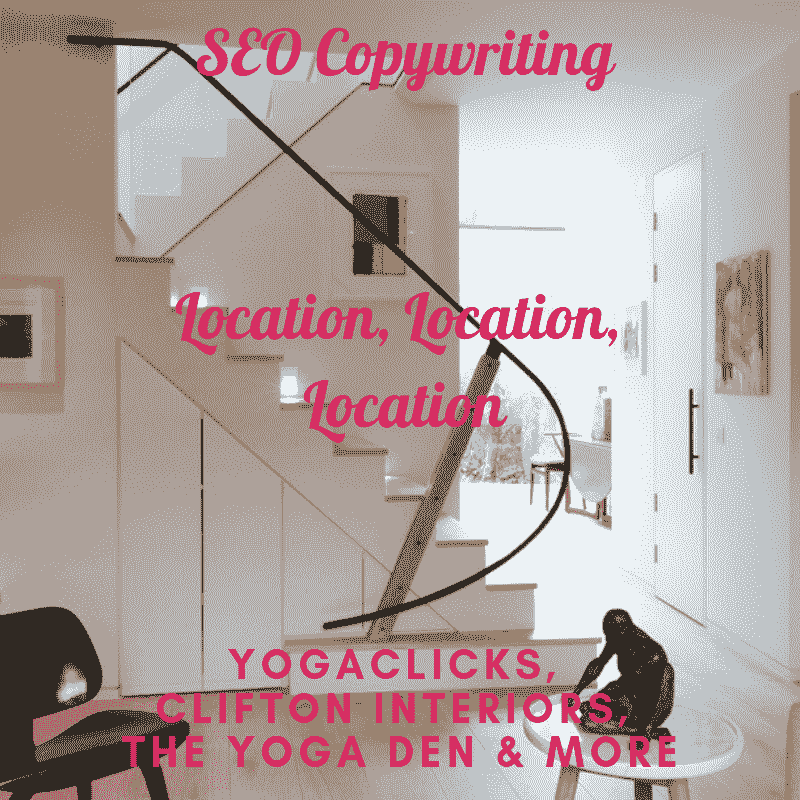 SEO Copywriting
Location, Location,
Location
YOGACLICKS,
CLIFTON INTERIORS,
THE YOGA DEN & MORE